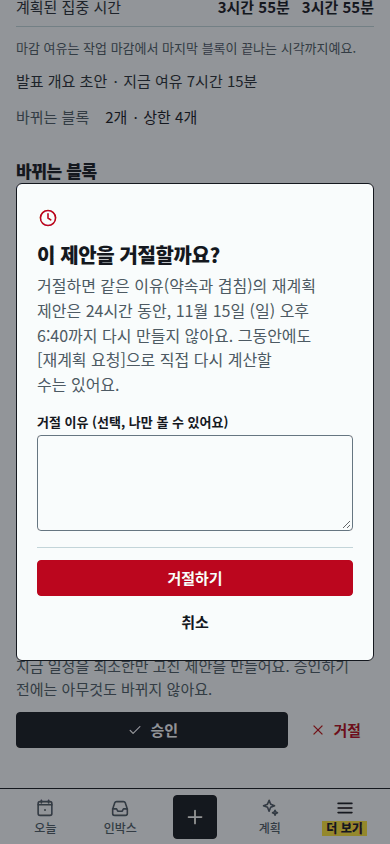 계획된 집중 시간 3시간 55분 3시간 55분
마감 여유는 작업 마감에서 마지막 블록이 끝나는 시각까지예요.
발표 개요 초안 · 지금 여유 7시간 15분
바뀌는 블록 2개 · 상한 4개
바뀌는 블록
이 제안을 거절할까요?
거절하면 같은 이유(약속과 겹침)의 재계획
제안은 24시간 동안, 11월 15일 (일) 오후
6:40까지 다시 만들지 않아요. 그동안에도
[재계획 요청]으로 직접 다시 계산할
수는 있어요.
거절 이유 (선택, 나만 볼 수 있어요)
거절하기
취소
지금 일정을 최소한만 고친 제안을 만들어요. 승인하기
전에는 아무것도 바뀌지 않아요.
승인 거절
오늘 인박스 계획 더 보기